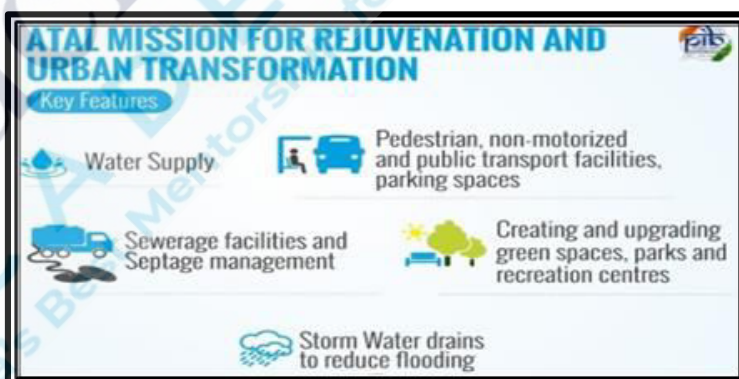 ATAL MISSION FOR REJUVENATION AND
URBAN TRANSFORMATION
pib
Key Features
Water Supply
Pedestrian, non-motorized
and public transport facilities,
parking spaces
Sewerage facilities and
Septage management
Creating and upgrading
green spaces, parks and
recreation centres
Storm Water drains
to reduce flooding